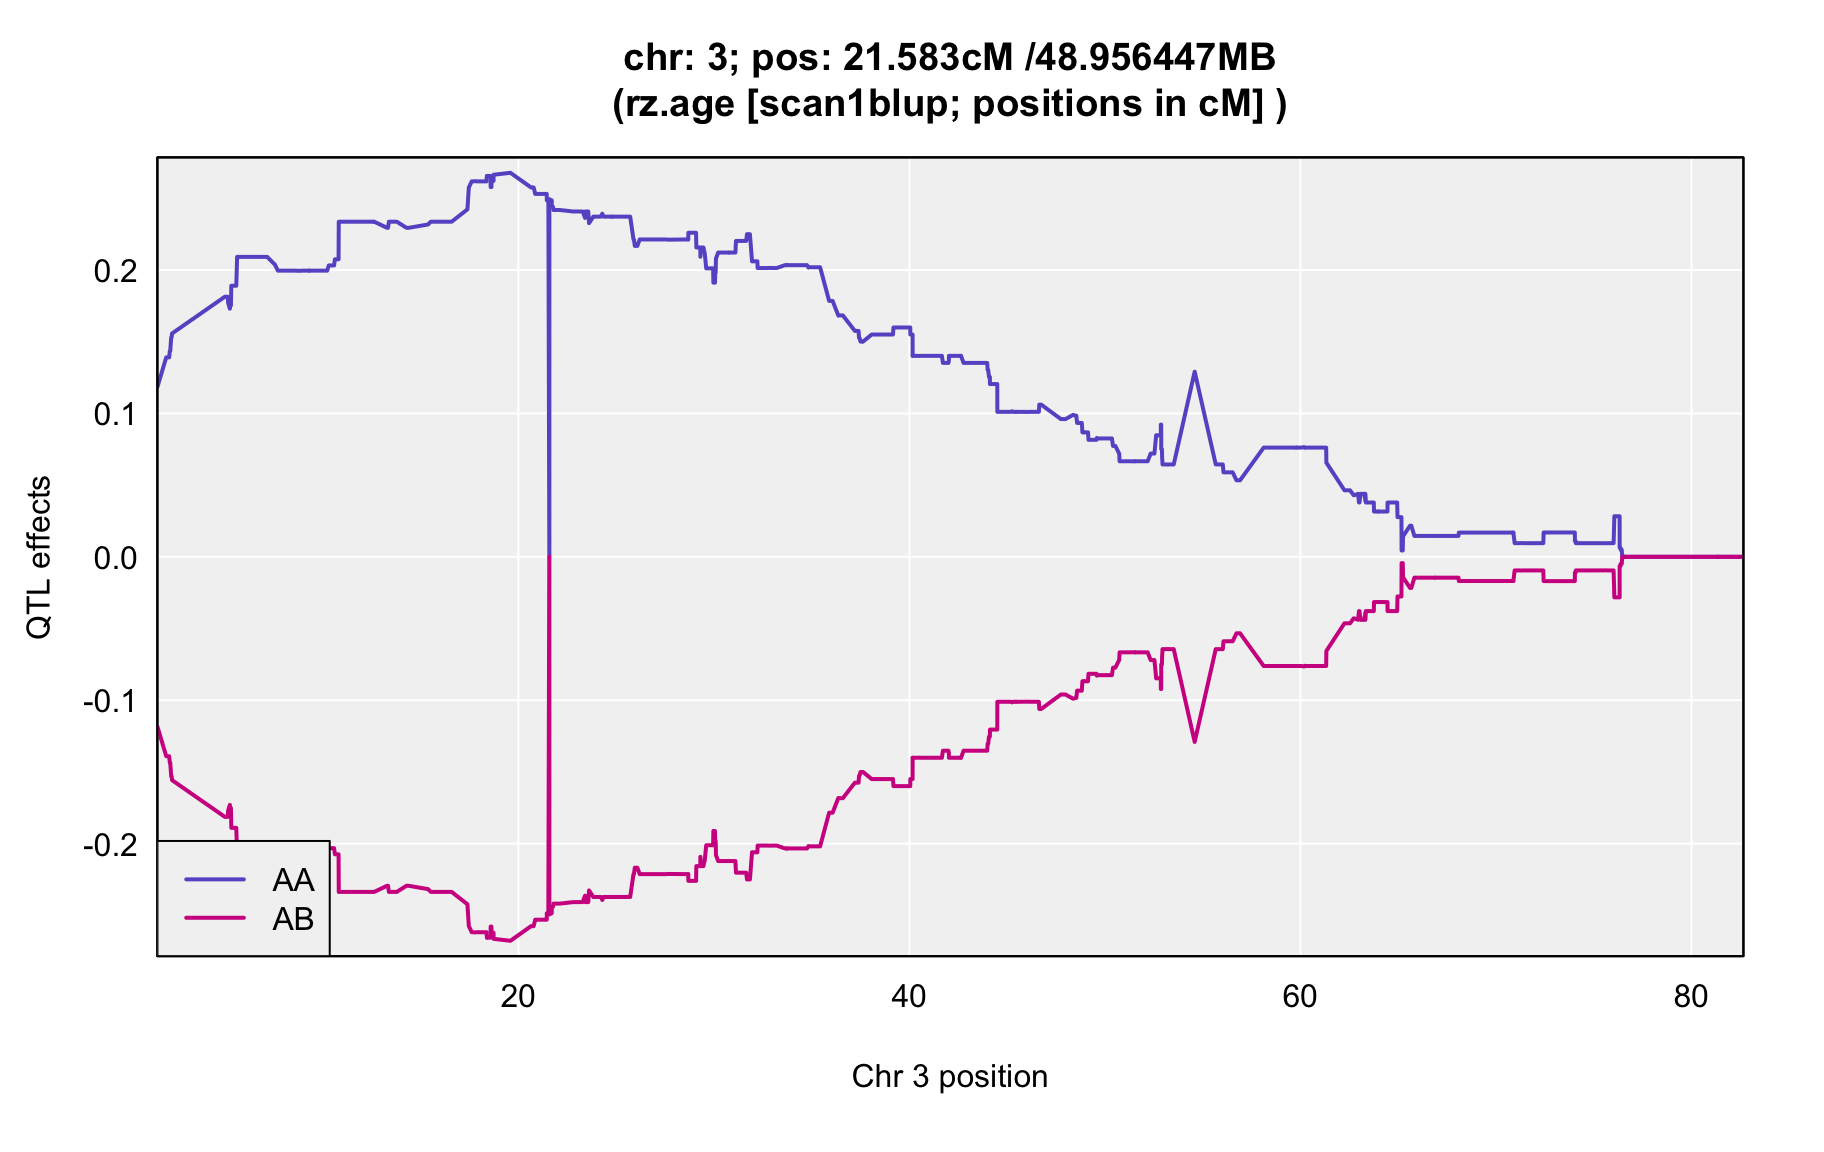 chr: 3; pos: 21.583cM /48.956447MB
(rz.age [scan1blup; positions in cM] )
QTL effects
0.2
0.1
0.0
-0.1
-0.2
AA
AB
20 40 60 80
Chr 3 position